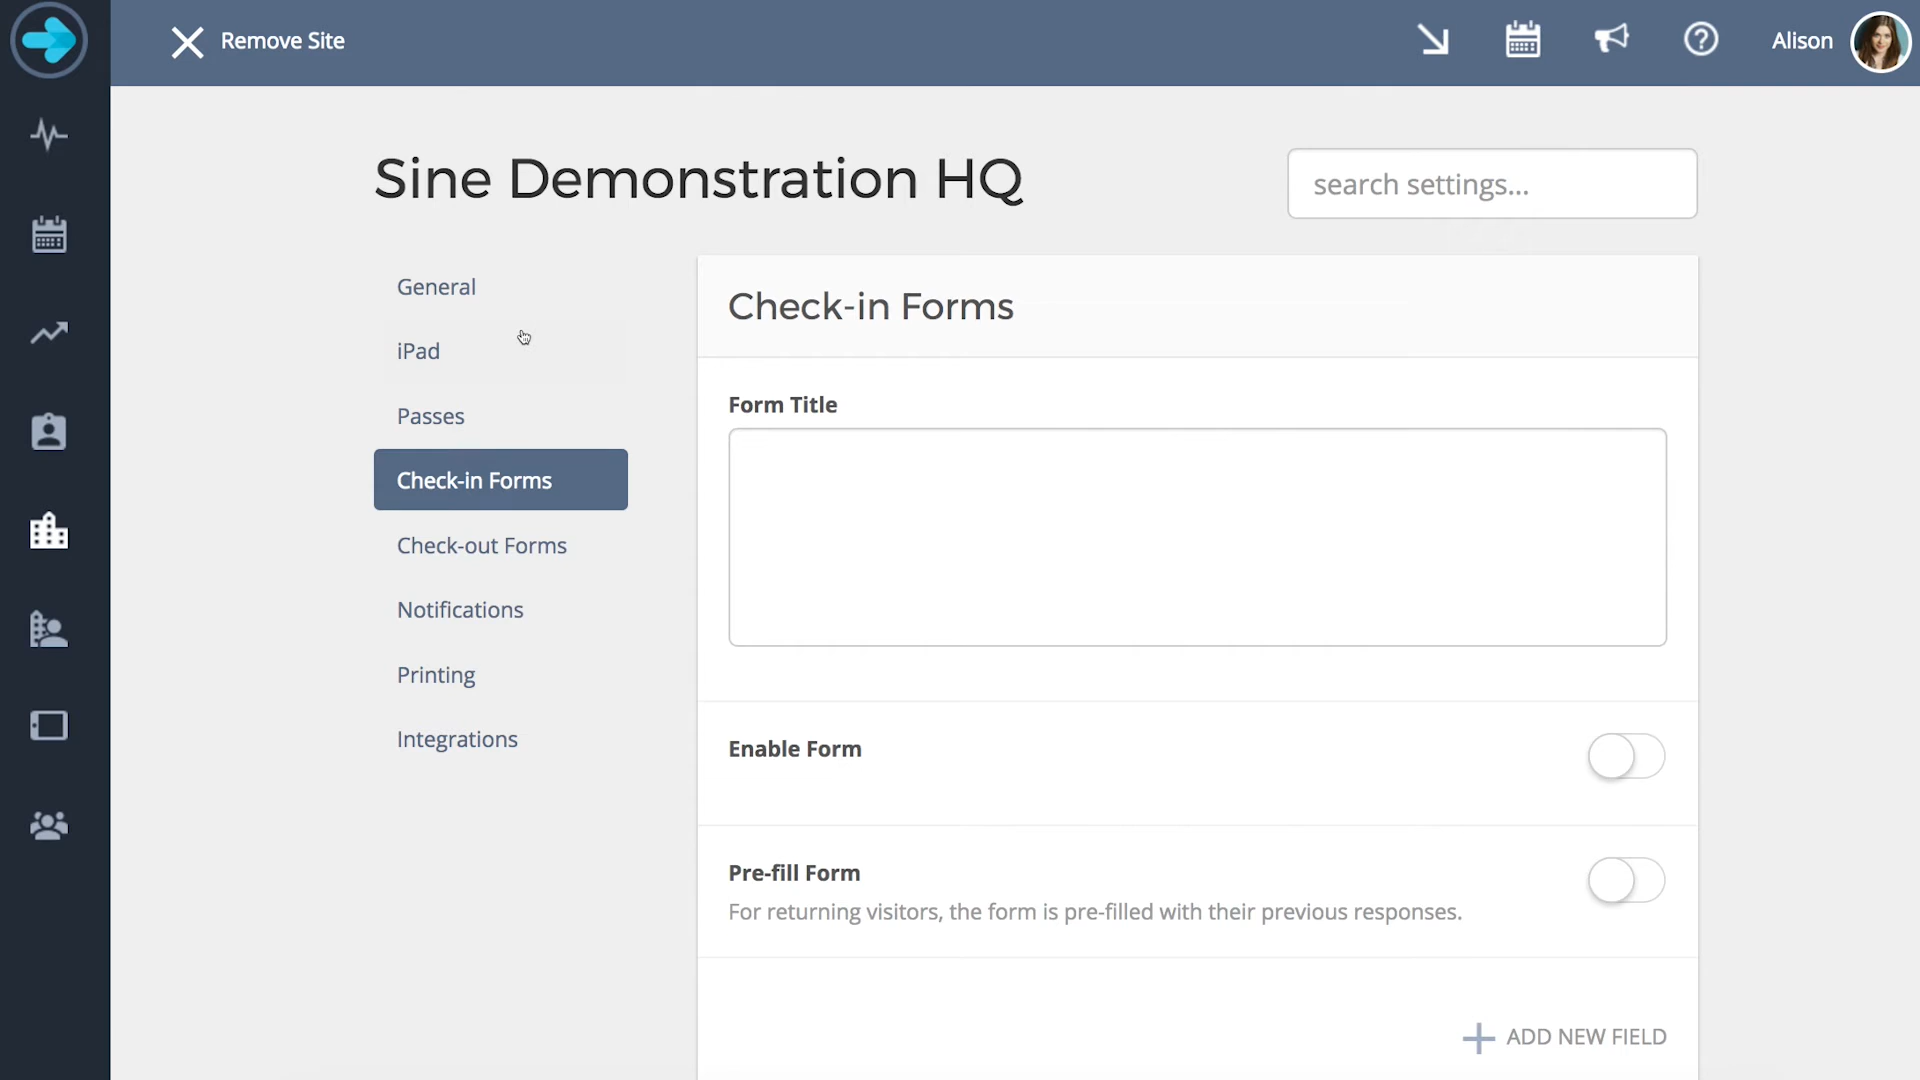 Remove Site
Alison
Sine Demonstration HQ
search settings...
General
iPad
Passes
Check-in Forms
Check-out Forms
Notifications
Printing
Integrations
Check-in Forms
Form Title
Enable Form
Pre-fill Form
For returning visitors, the form is pre-filled with their previous responses.
ADD NEW FIELD